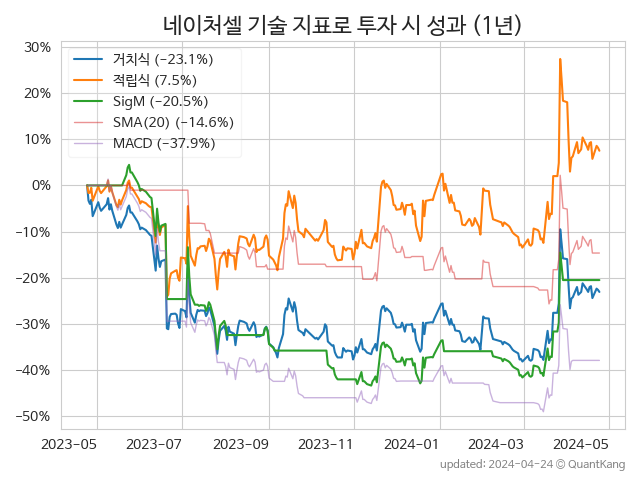 네이처셀 기술 지표로 투자 시 성과 (1년)
30%
20%
10%
0%
−10%
−20%
−30%
−40%
−50%
거치식 (−23.1%)
적립식 (7.5%)
SigM (−20.5%)
SMA(20) (−14.6%)
MACD (−37.9%)
2023-05
2023-07
2023-09
2023-11
2024-01
2024-03
2024-05
updated: 2024-04-24 ⓒ QuantKang